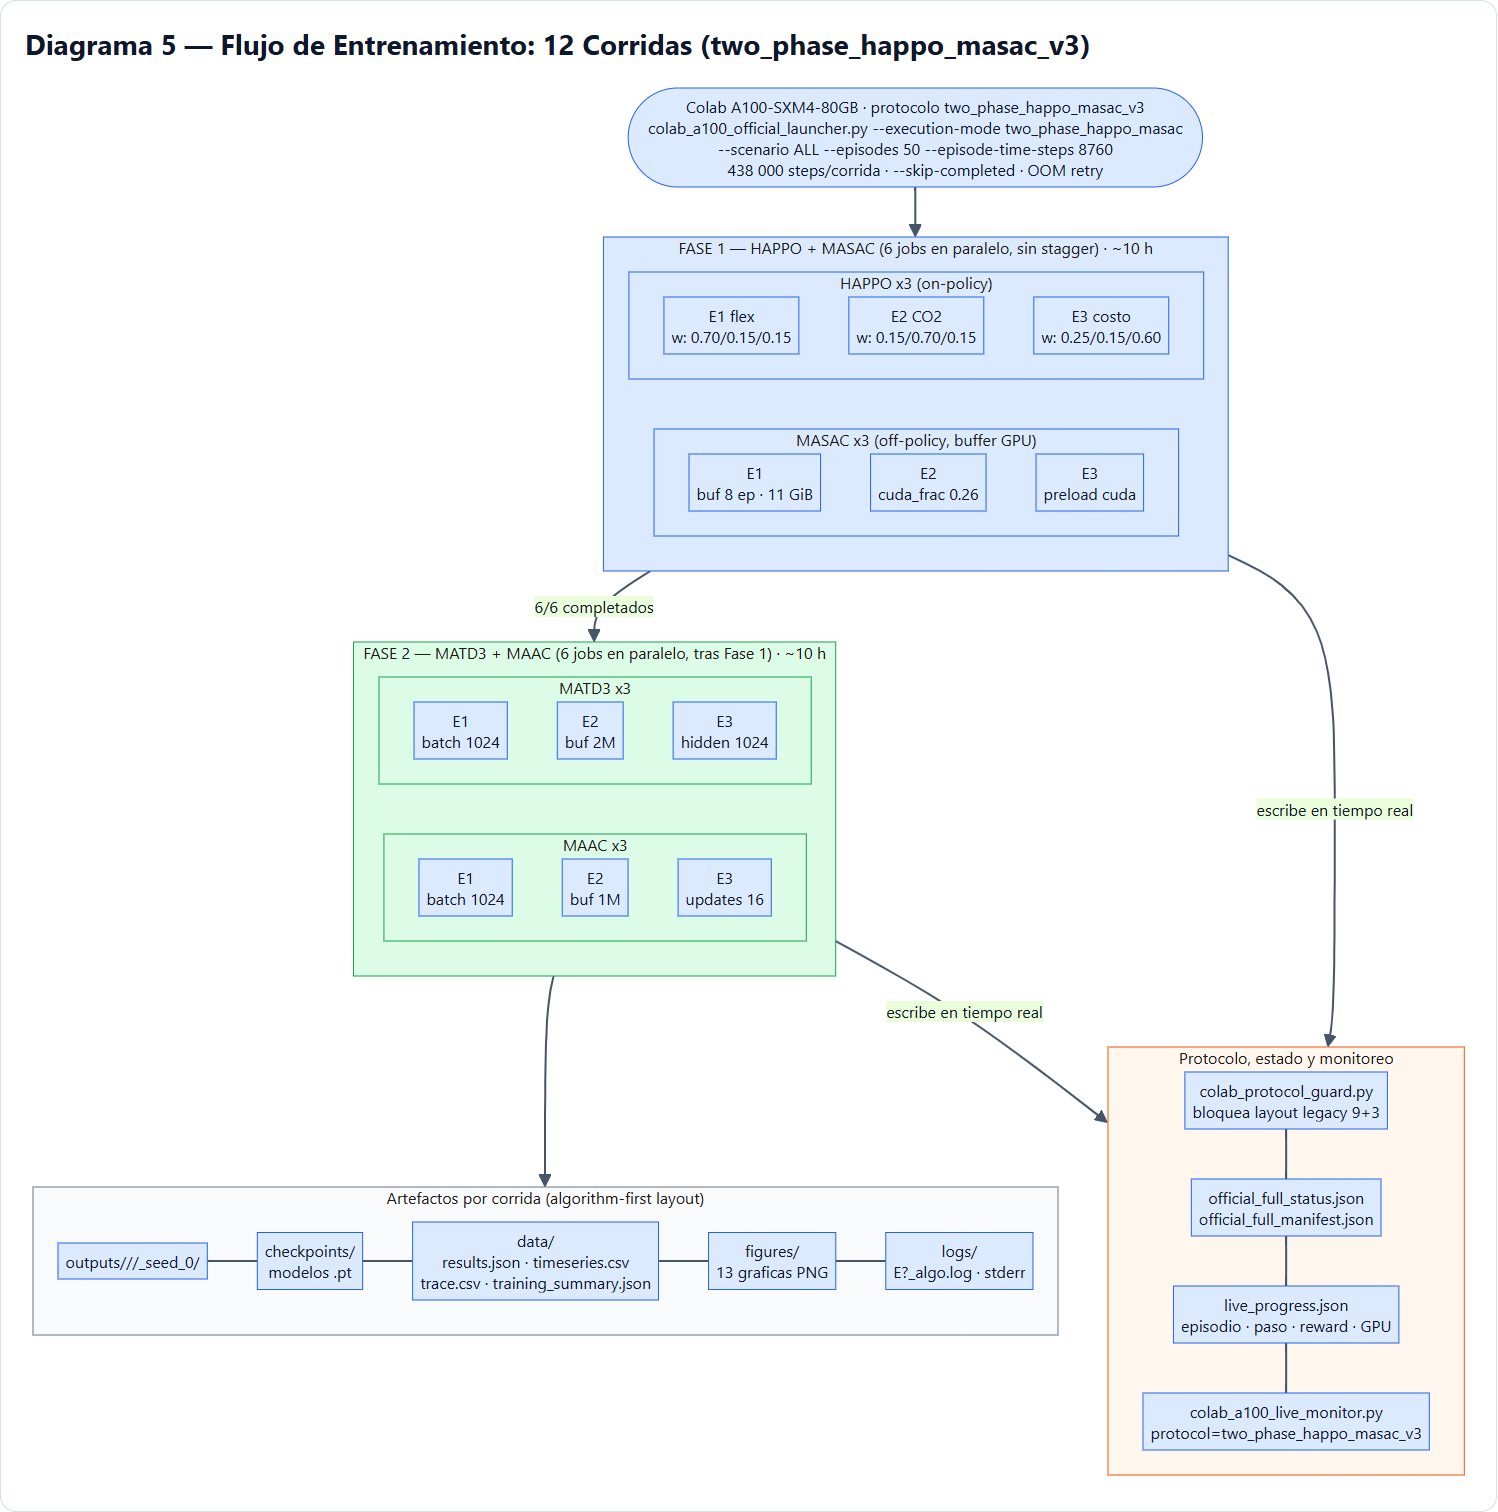 Diagrama 5 — Flujo de Entrenamiento: 12 Corridas (two_phase_happo_masac_v3)
Colab A100-SXM4-80GB · protocolo two_phase_happo_masac_v3
colab_a100_official_launcher.py --execution-mode two_phase_happo_masac
--scenario ALL --episodes 50 --episode-time-steps 8760
438 000 steps/corrida · --skip-completed · OOM retry
FASE 1 — HAPPO + MASAC (6 jobs en paralelo, sin stagger) · ~10 h
HAPPO x3 (on-policy)
E1 flex
w: 0.70/0.15/0.15
E2 CO2
w: 0.15/0.70/0.15
E3 costo
w: 0.25/0.15/0.60
MASAC x3 (off-policy, buffer GPU)
E1
buf 8 ep · 11 GiB
E2
cuda_frac 0.26
E3
preload cuda
6/6 completados
FASE 2 — MATD3 + MAAC (6 jobs en paralelo, tras Fase 1) · ~10 h
MATD3 x3
E1
batch 1024
E2
buf 2M
E3
hidden 1024
MAAC x3
E1
batch 1024
E2
buf 1M
E3
updates 16
escribe en tiempo real
escribe en tiempo real
Protocolo, estado y monitoreo
colab_protocol_guard.py
bloquea layout legacy 9+3
official_full_status.json
official_full_manifest.json
live_progress.json
episodio · paso · reward · GPU
colab_a100_live_monitor.py
protocol=two_phase_happo_masac_v3
Artefactos por corrida (algorithm-first layout)
outputs///_seed_0/
checkpoints/
modelos .pt
data/
results.json · timeseries.csv
trace.csv · training_summary.json
figures/
13 graficas PNG
logs/
E?_algo.log · stderr